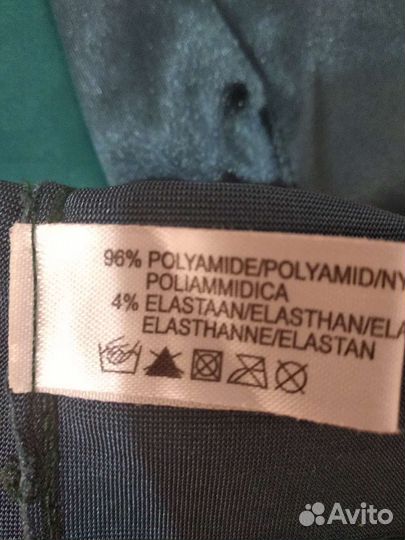 96% POLYAMIDE/POLYAMID/NY
POLIAMMIDICA
4% ELASTAAN/ELASTHAN/ELA
ELASTHANNE/ELASTAN
Avito